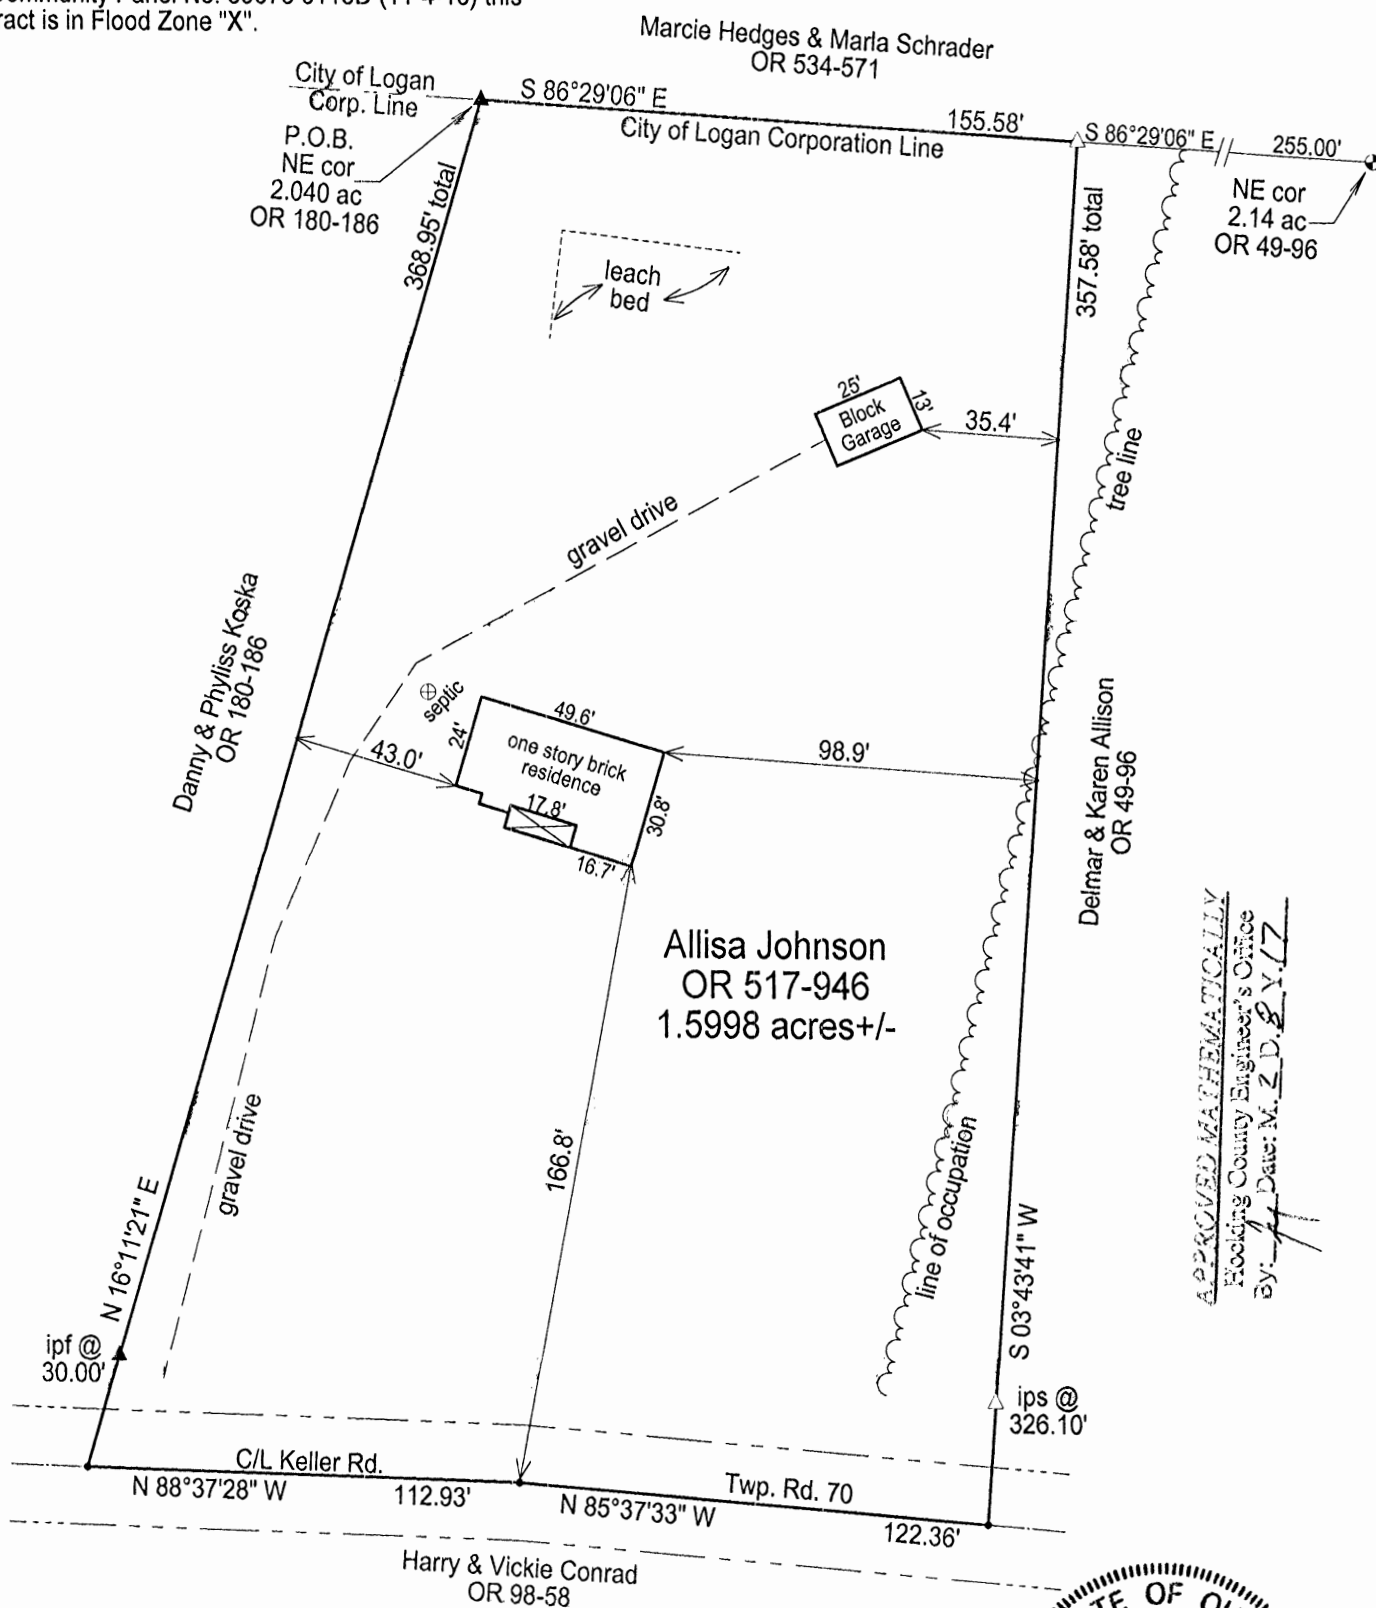 ract is in Flood Zone "X".
Marcie Hedges & Marla Schrader
OR 534-571
City of Logan
Corp. Line
S 86°29'06" E
155.58'
City of Logan Corporation Line
S 86°29'06" E
255.00'
P.O.B.
NE cor
2.040 ac
OR 180-186
NE cor
2.14 ac
OR 49-96
368.95' total
357.58' total
leach
bed
25'
13'
Block
Garage
35.4'
tree line
gravel drive
Danny & Phyliss Koska
OR 180-186
septic
49.6'
24'
one story brick
residence
43.0'
98.9'
17.8'
30.8'
16.7'
Delmar & Karen Allison
OR 49-96
Allisa Johnson
OR 517-946
1.5998 acres+/-
APPROVED MATHEMATICALLY
Hocking County Engineer's Office
By: Date: M. 2 D. 8 Y. 17
gravel drive
166.8'
line of occupation
N 16°11'21" E
S 03°43'41" W
ipf @
30.00'
ips @
326.10'
C/L Keller Rd.
Twp. Rd. 70
N 88°37'28" W
112.93'
N 85°37'33" W
122.36'
Harry & Vickie Conrad
OR 98-58
OF